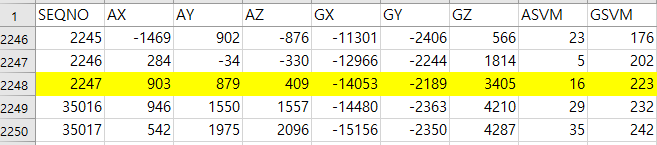 1 SEQNO AX AY AZ GX GY GZ ASVM GSVM
2246 2245 -1469 902 -876 -11301 -2406 566 23 176
2247 2246 284 -34 -330 -12966 -2244 1814 5 202
2248 2247 903 879 409 -14053 -2189 3405 16 223
2249 35016 946 1550 1557 -14480 -2363 4210 29 232
2250 35017 542 1975 2096 -15156 -2350 4287 35 242